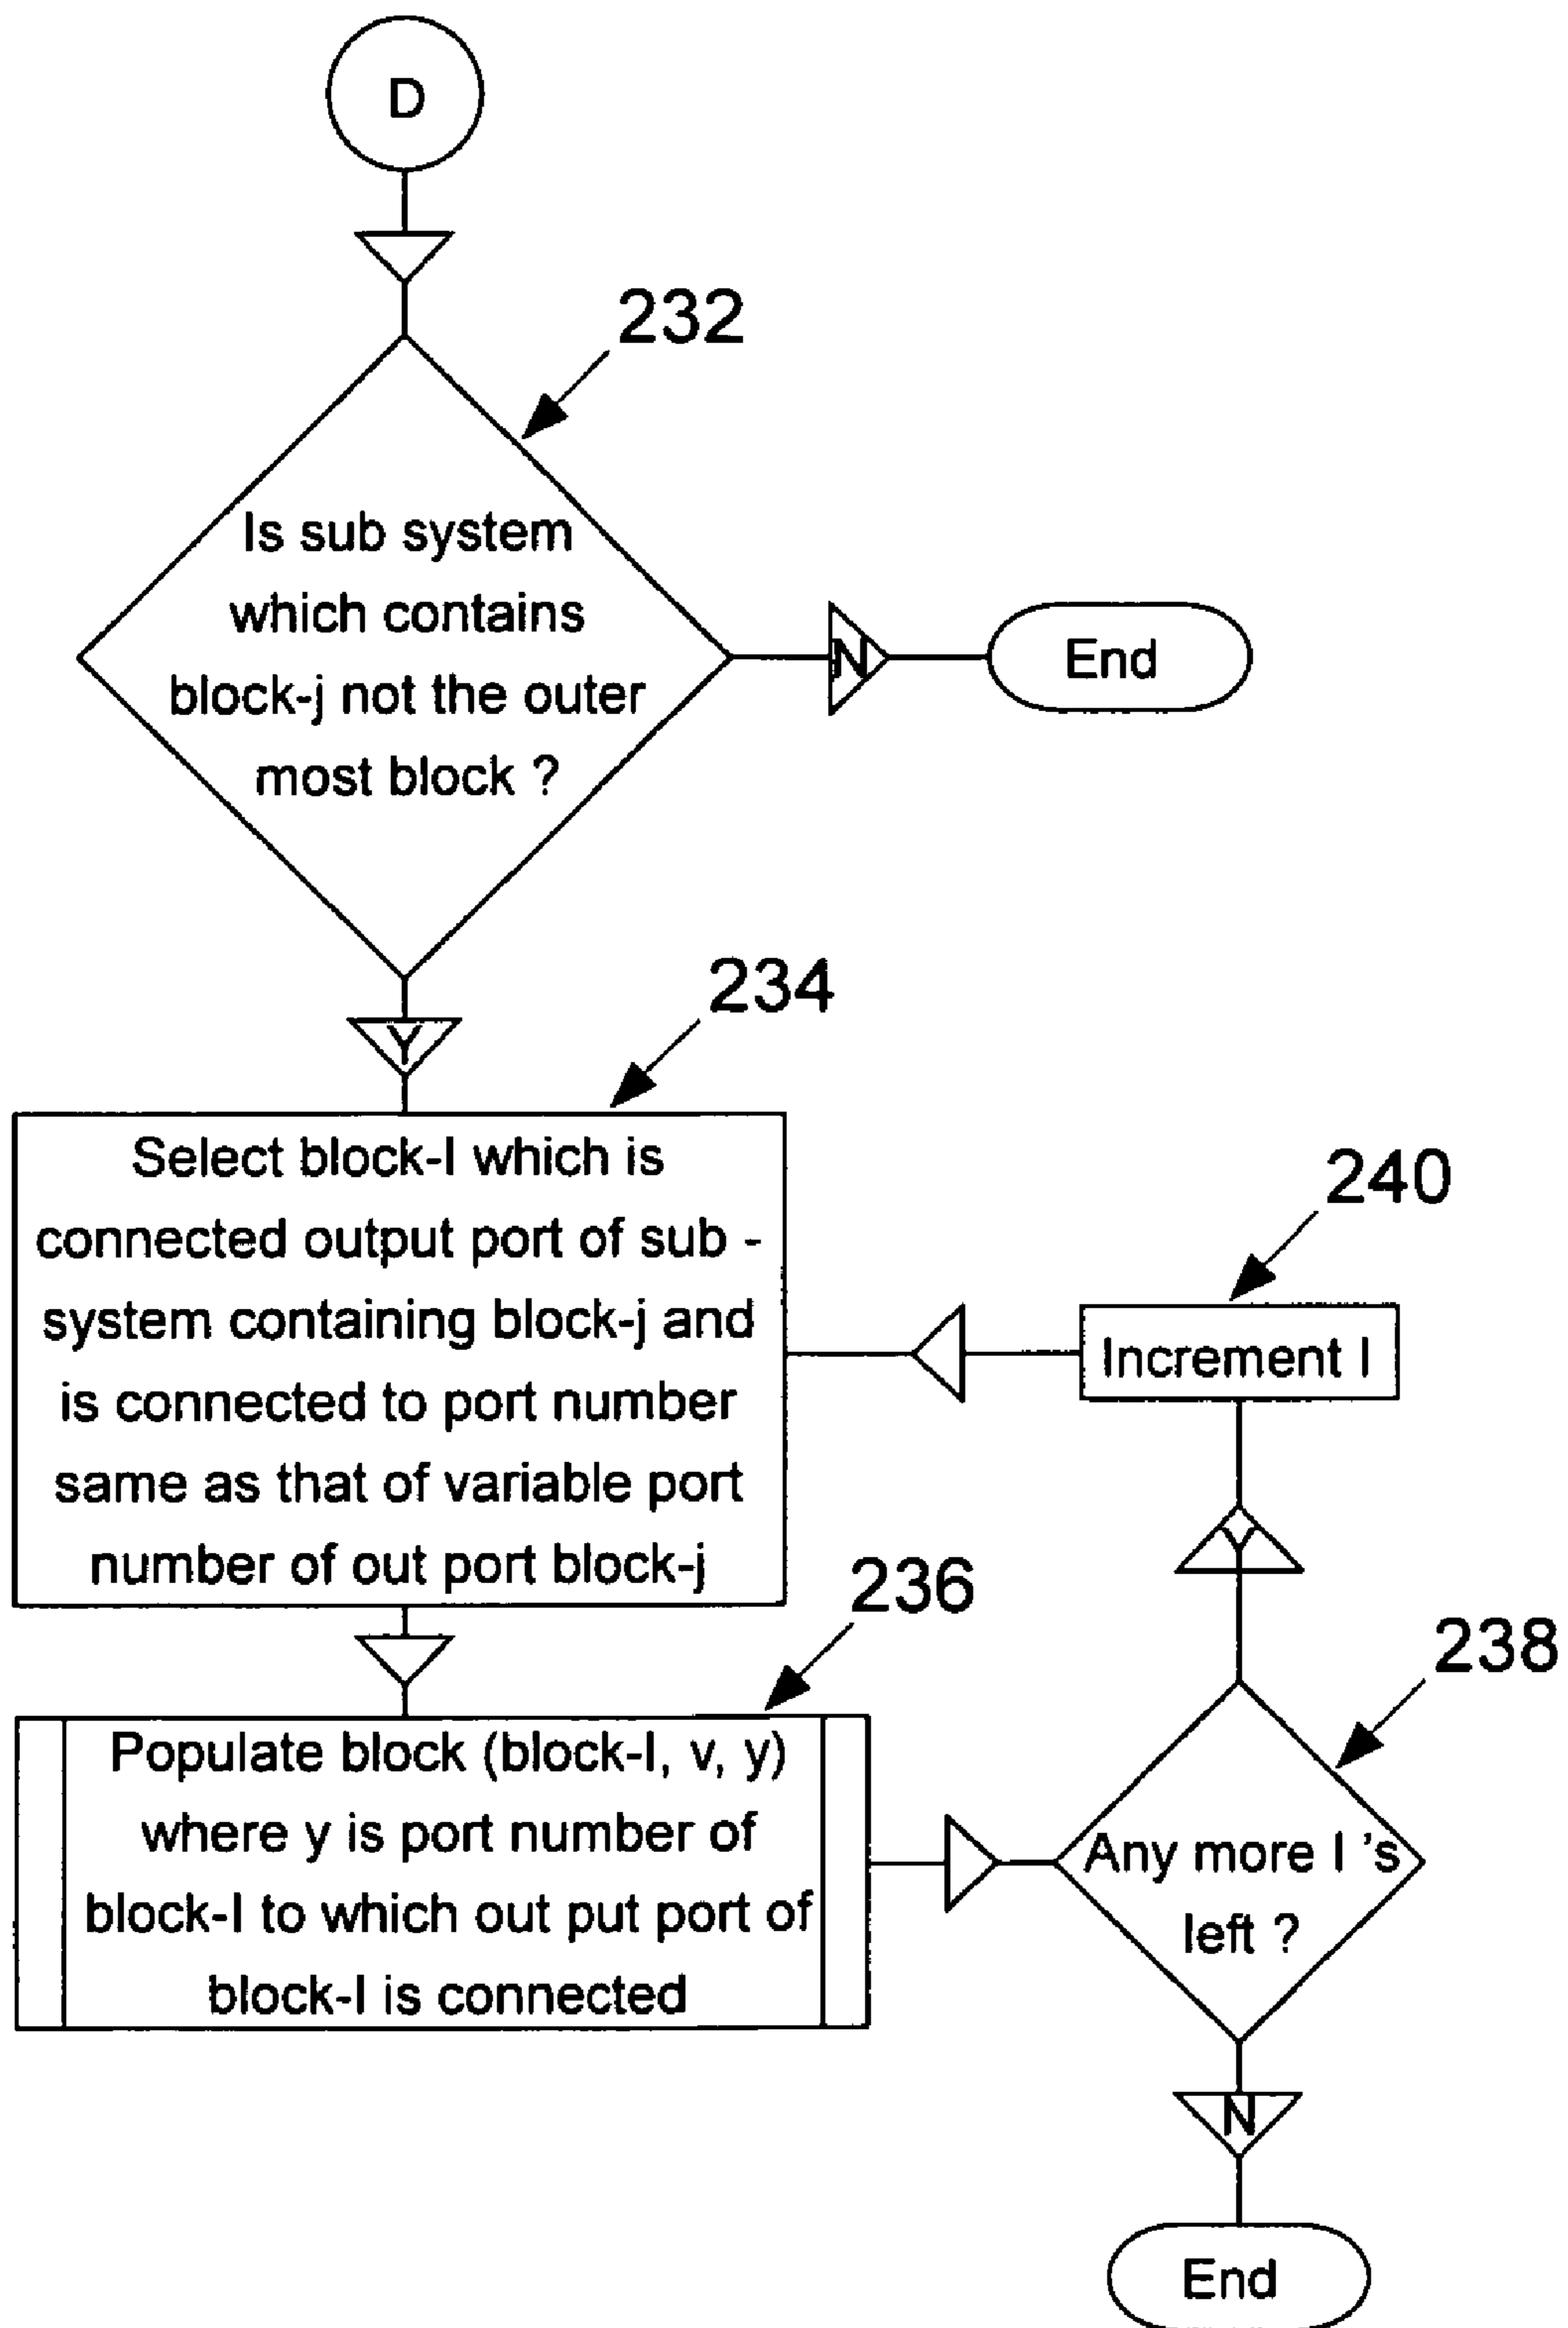 D
232
Is sub system
which contains
block-j not the outer
most block ?
N
End
Y
234
Select block-I which is
connected output port of sub -
system containing block-j and
is connected to port number
same as that of variable port
number of out port block-j
240
Increment I
Y
236
Populate block (block-I, v, y)
where y is port number of
block-I to which out put port of
block-I is connected
238
Any more I 's
left ?
N
End